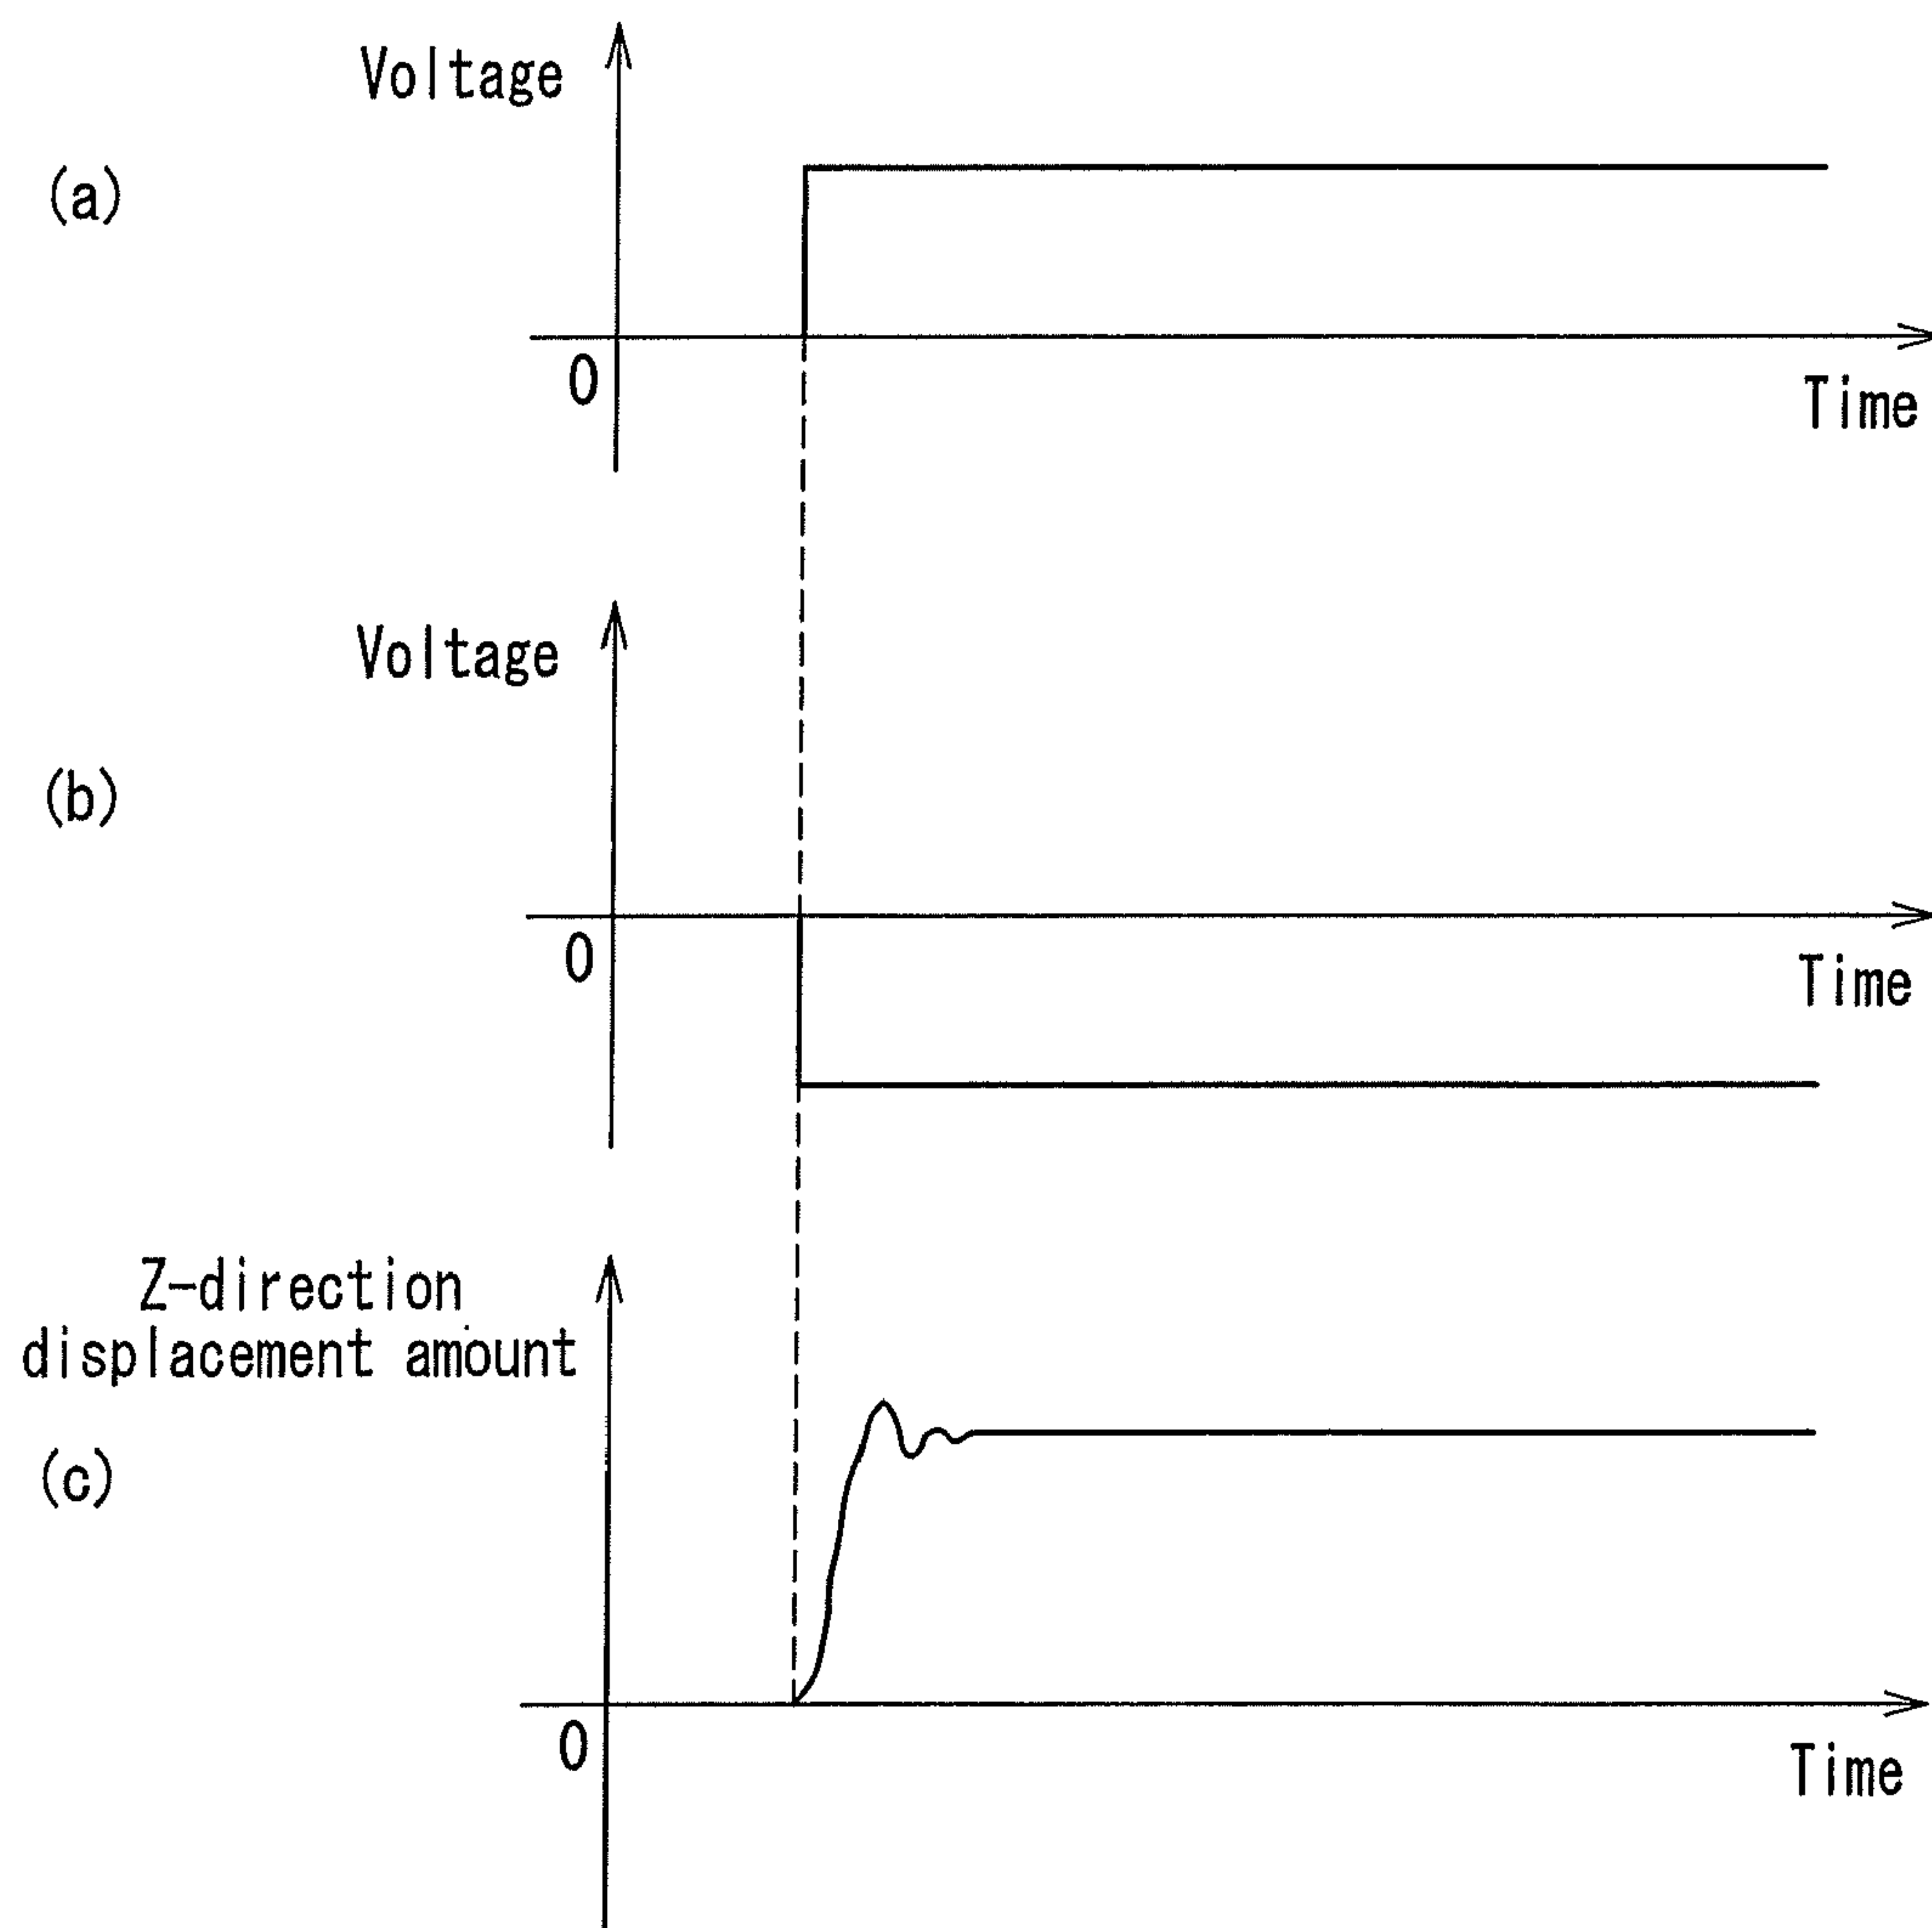 Voltage
(a)
0
Time
Voltage
(b)
0
Time
Z-direction
displacement amount
(c)
0
Time